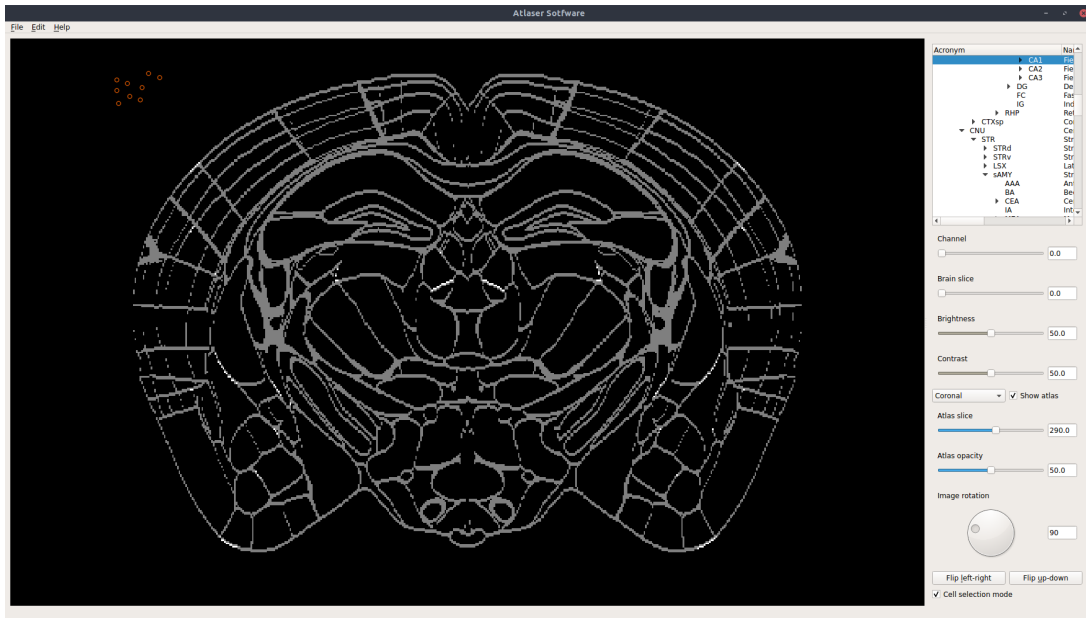 Atlaser Sotfware
File Edit Help
Acronym Na
CA1 Fie
CA2 Fie
CA3 Fie
DG De
FC Fas
IG Ind
RHP Ret
CTXsp Co
CNU Cer
STR Str
STRd Str
STRv Str
LSX Lat
sAMY Str
AAA An
BA Be
CEA Ce
IA Int
Channel
0.0
Brain slice
0.0
Brightness
50.0
Contrast
50.0
Coronal Show atlas
Atlas slice
290.0
Atlas opacity
50.0
Image rotation
90
Flip left-right Flip up-down
Cell selection mode